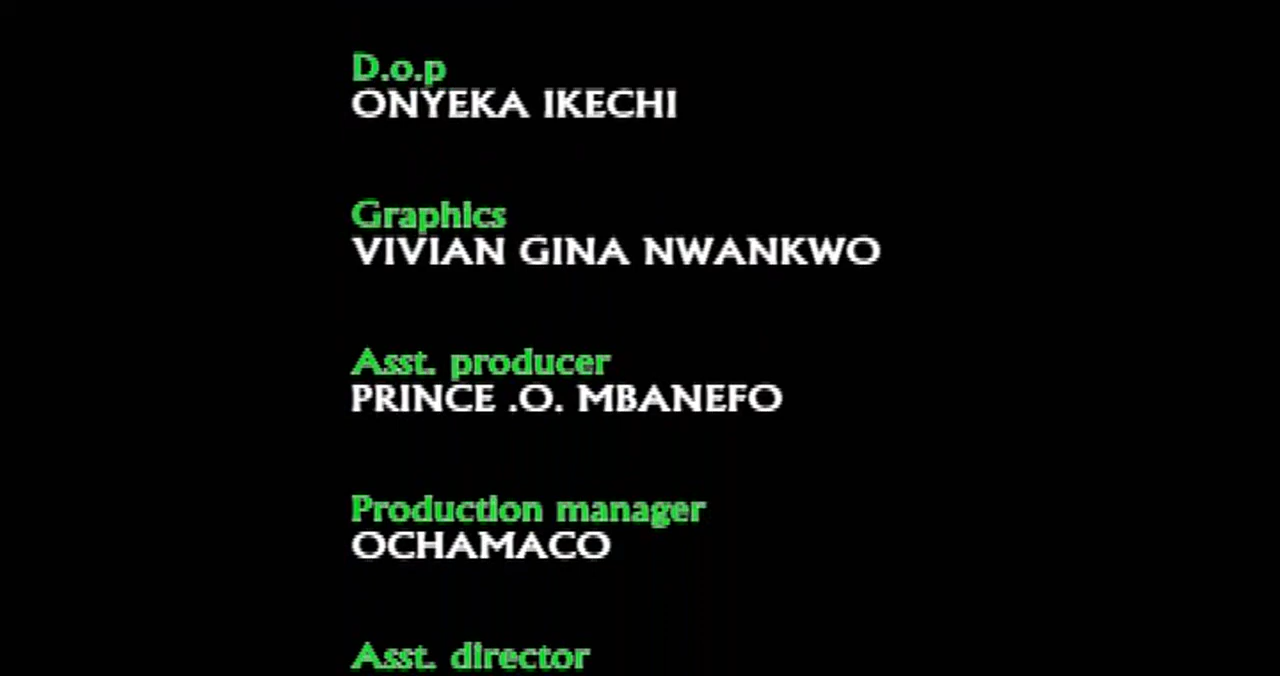 D.o.p
ONYEKA IKECHI
Graphics
VIVIAN GINA NWANKWO
Asst. producer
PRINCE .O. MBANEFO
Production manager
OCHAMACO
Asst. director